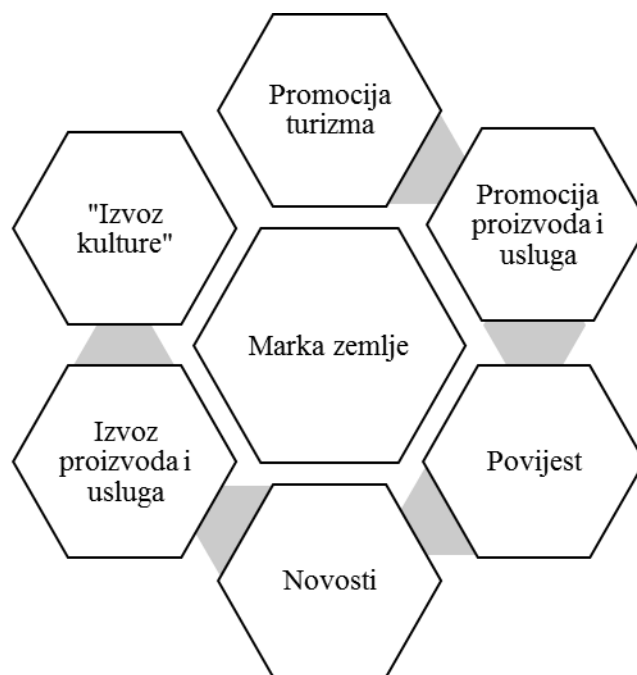 Promocija
turizma
Promocija
proizvoda i
usluga
Povijest
Novosti
Izvoz
proizvoda i
usluga
"Izvoz
kulture"
Marka zemlje